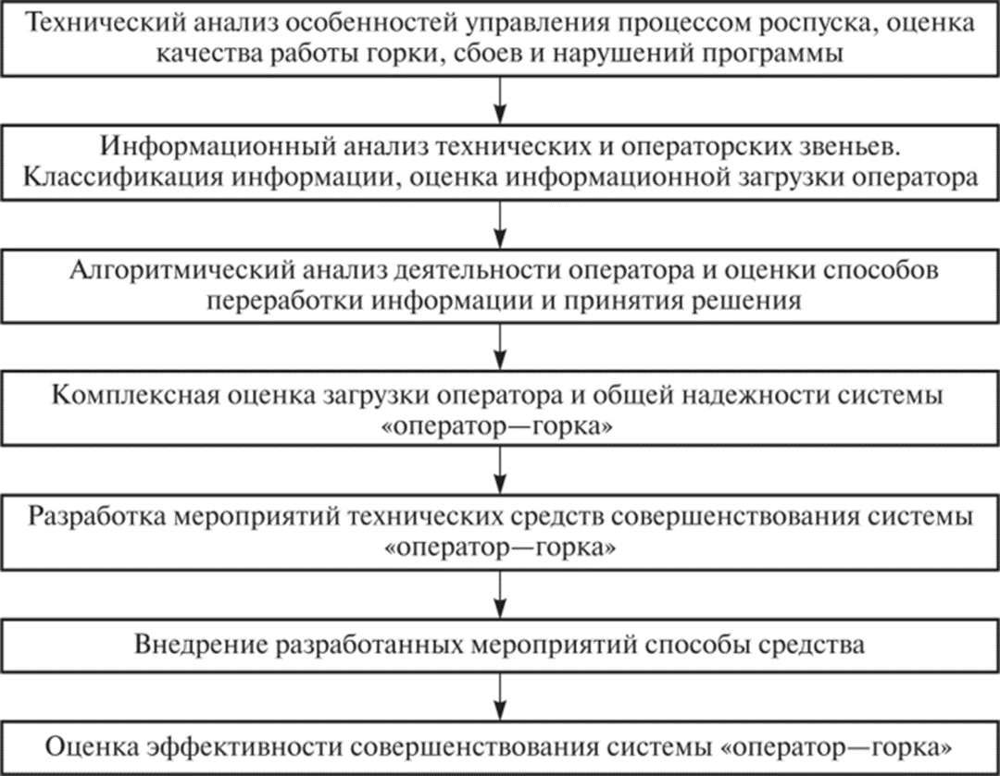 Технический анализ особенностей управления процессом роспуска, оценка
качества работы горки, сбоев и нарушений программы
Информационный анализ технических и операторских звеньев.
Классификация информации, оценка информационной загрузки оператора
Алгоритмический анализ деятельности оператора и оценки способов
переработки информации и принятия решения
Комплексная оценка загрузки оператора и общей надежности системы
«оператор—горка»
Разработка мероприятий технических средств совершенствования системы
«оператор—горка»
Внедрение разработанных мероприятий способы средства
Оценка эффективности совершенствования системы «оператор—горка»